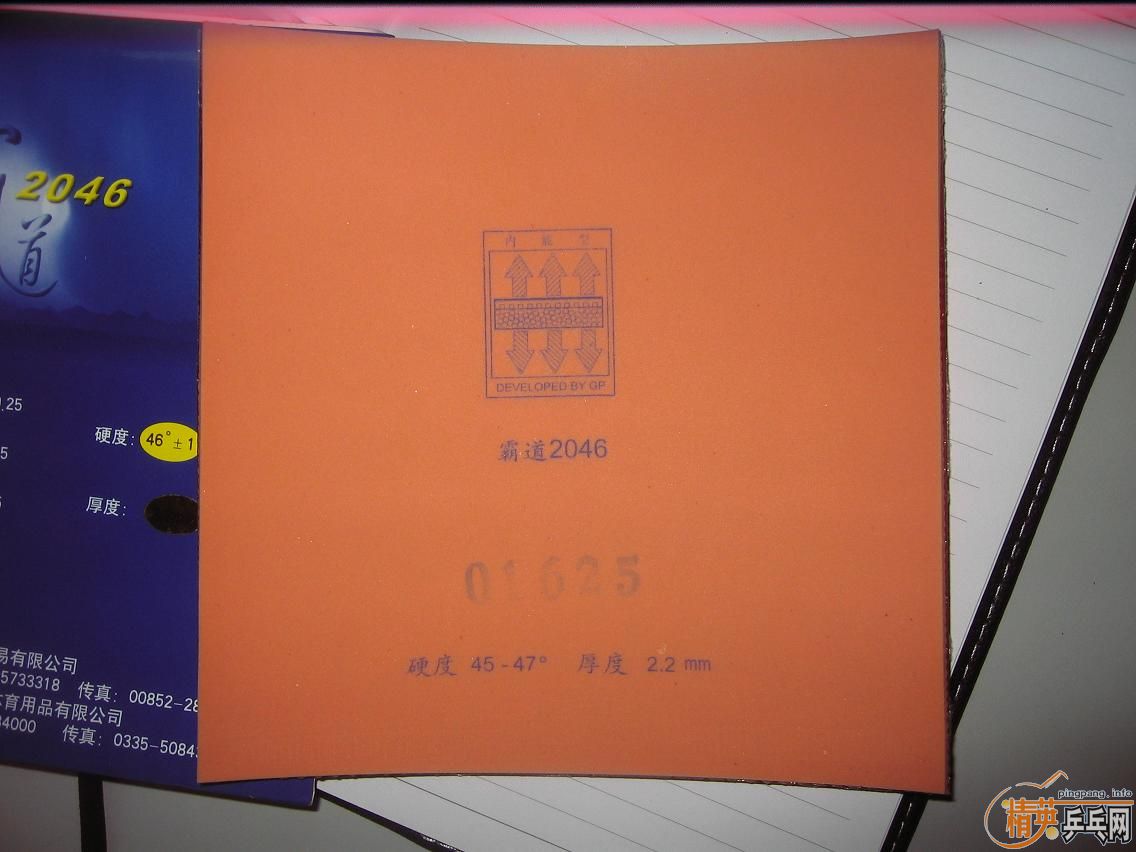 2046
道
.25
硬度: 46°±1
5
厚度:
易有限公司
5733318 传真: 00852-28
育用品有限公司
4000 传真: 0335-5084
内 能 型
DEVELOPED BY GP
霸道2046
01625
硬度 45-47° 厚度 2.2 mm
pingpang.info
精英乒乓网